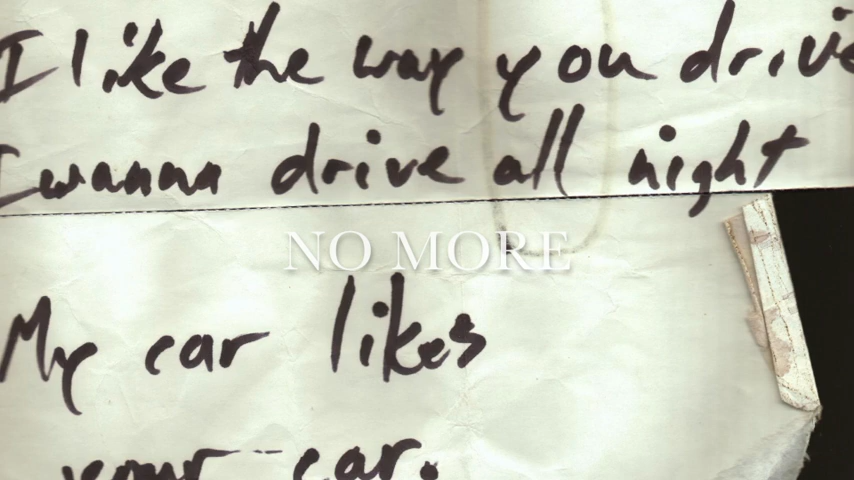 I like the way you drive
I wanna drive all night
NO MORE
My car likes
your car.